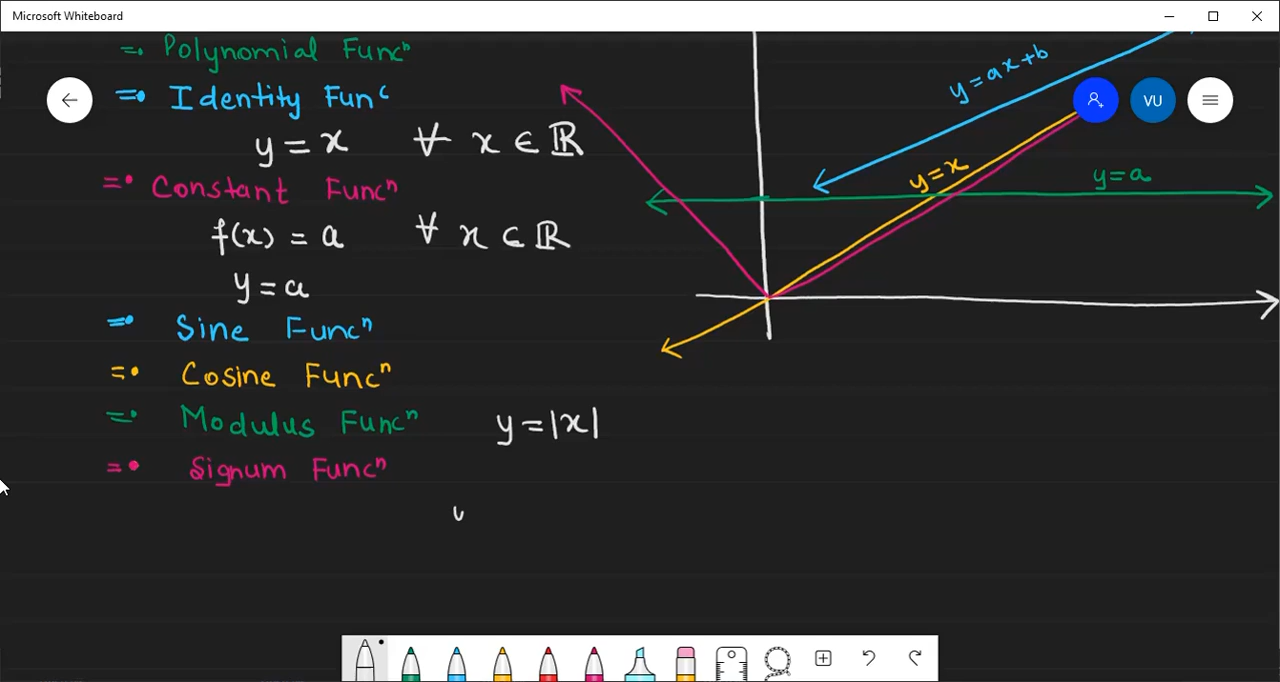 Microsoft Whiteboard
=• Polynomial Funcⁿ
=• Identity Func
y = x ∀ x ∈ ℝ
=• Constant Funcⁿ
f(x) = a ∀ x ⊂ ℝ
y = a
=• Sine Funcⁿ
=• Cosine Funcⁿ
=• Modulus Funcⁿ y = |x|
=• Signum Funcⁿ
y=ax+b
VU
y=x
y=a